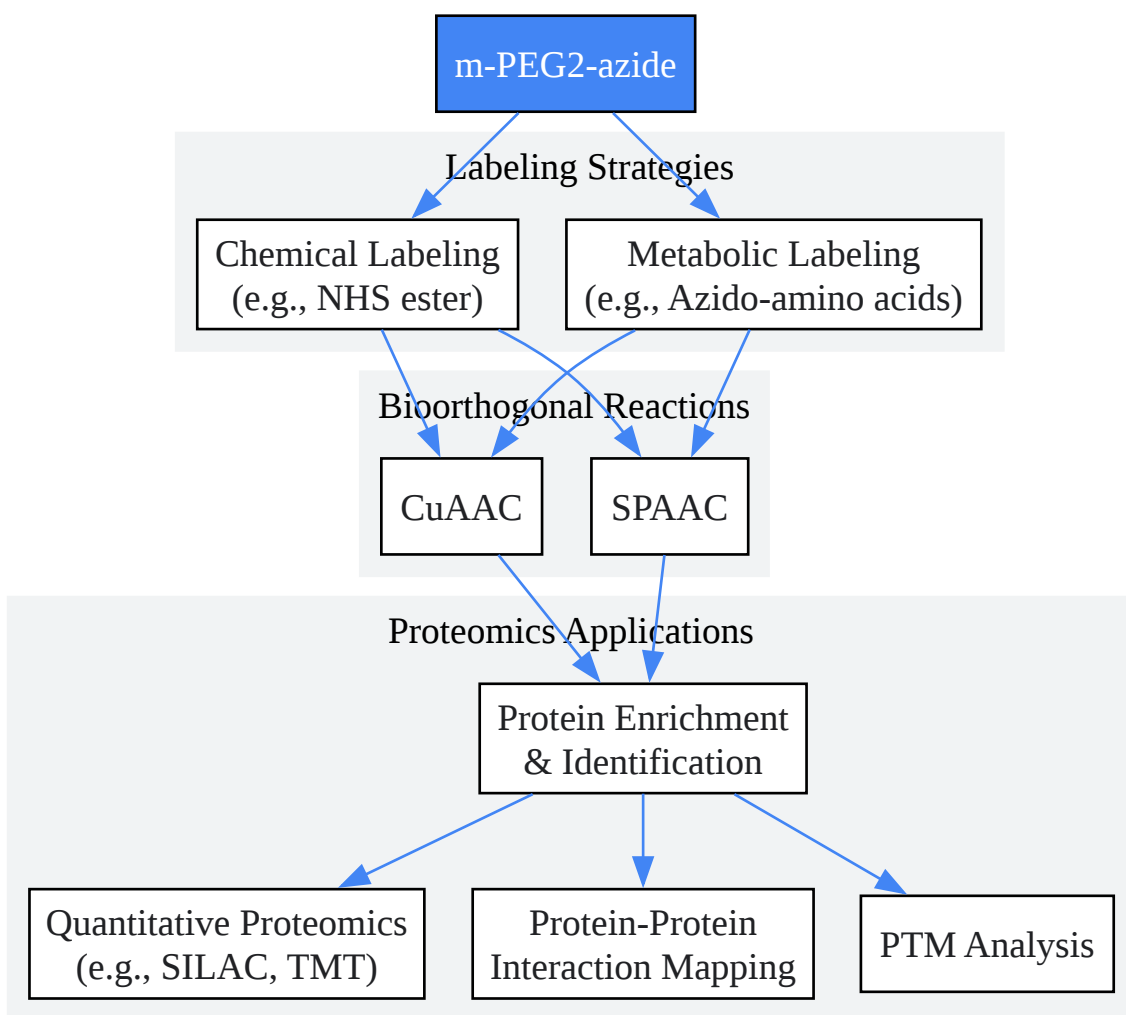 m-PEG2-azide
Labeling Strategies
Chemical Labeling
(e.g., NHS ester)
Metabolic Labeling
(e.g., Azido-amino acids)
Bioorthogonal Reactions
CuAAC
SPAAC
Proteomics Applications
Protein Enrichment
& Identification
Quantitative Proteomics
(e.g., SILAC, TMT)
Protein-Protein
Interaction Mapping
PTM Analysis